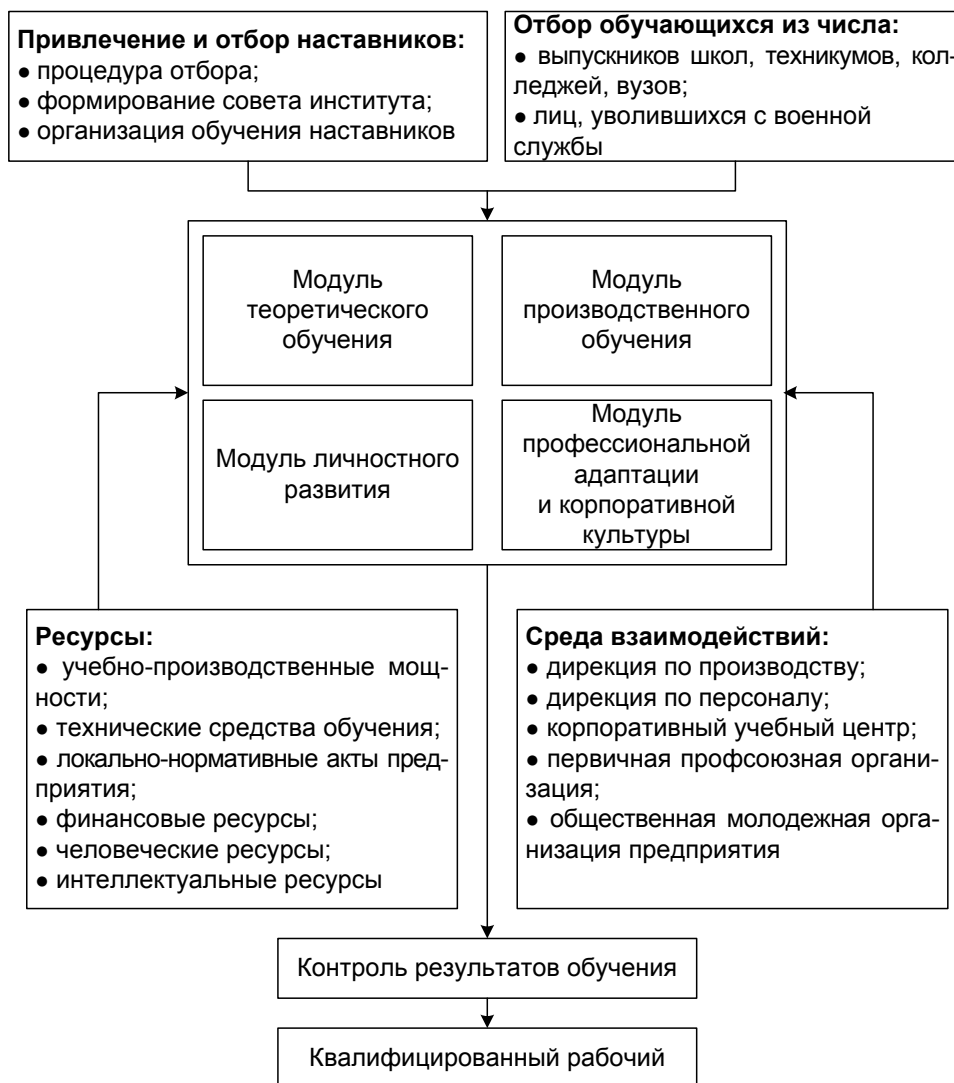 Привлечение и отбор наставников:
● процедура отбора;
● формирование совета института;
● организация обучения наставников
Отбор обучающихся из числа:
● выпускников школ, техникумов, кол-
леджей, вузов;
● лиц, уволившихся с военной
службы
Модуль
теоретического
обучения
Модуль
производственного
обучения
Модуль личностного
развития
Модуль
профессиональной
адаптации
и корпоративной
культуры
Ресурсы:
● учебно-производственные мощ-
ности;
● технические средства обучения;
● локально-нормативные акты пред-
приятия;
● финансовые ресурсы;
● человеческие ресурсы;
● интеллектуальные ресурсы
Среда взаимодействий:
● дирекция по производству;
● дирекция по персоналу;
● корпоративный учебный центр;
● первичная профсоюзная органи-
зация;
● общественная молодежная орга-
низация предприятия
Контроль результатов обучения
Квалифицированный рабочий